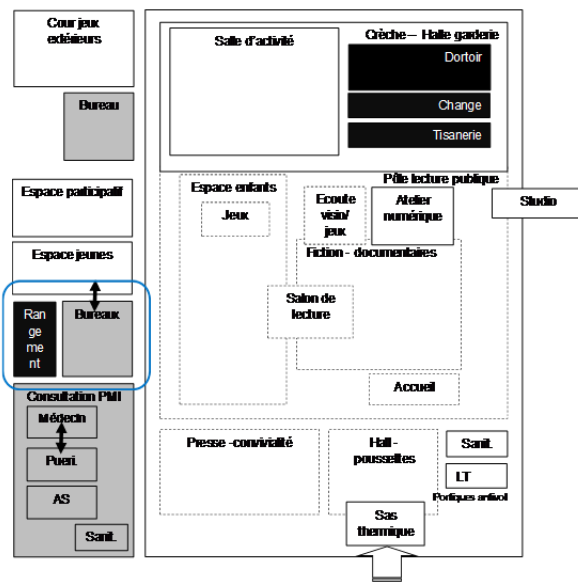 Cour jeux
extérieurs
Bureau
Espace participatif
Espace jeunes
Ran
ge
me
nt
Bureaux
Consultation PMI
Médecin
Pueri.
AS
Sanit.
Salle d'activité
Crèche – Halte garderie
Dortoir
Change
Tisanerie
Pôle lecture publique
Espace enfants
Jeux
Ecoute
visio/
jeux
Atelier
numérique
Studio
Fiction - documentaires
Salon de
lecture
Accueil
Presse -convivialité
Hall -
poussettes
Sanit.
LT
Portiques antivol
Sas
thermique